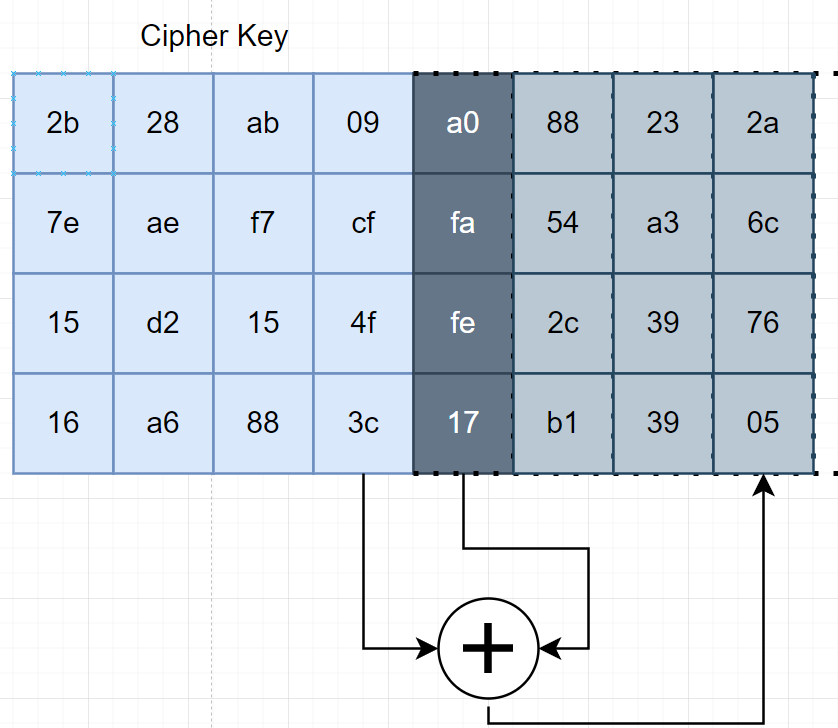 Cipher Key
2b 28 ab 09 a0 88 23 2a
7e ae f7 cf fa 54 a3 6c
15 d2 15 4f fe 2c 39 76
16 a6 88 3c 17 b1 39 05